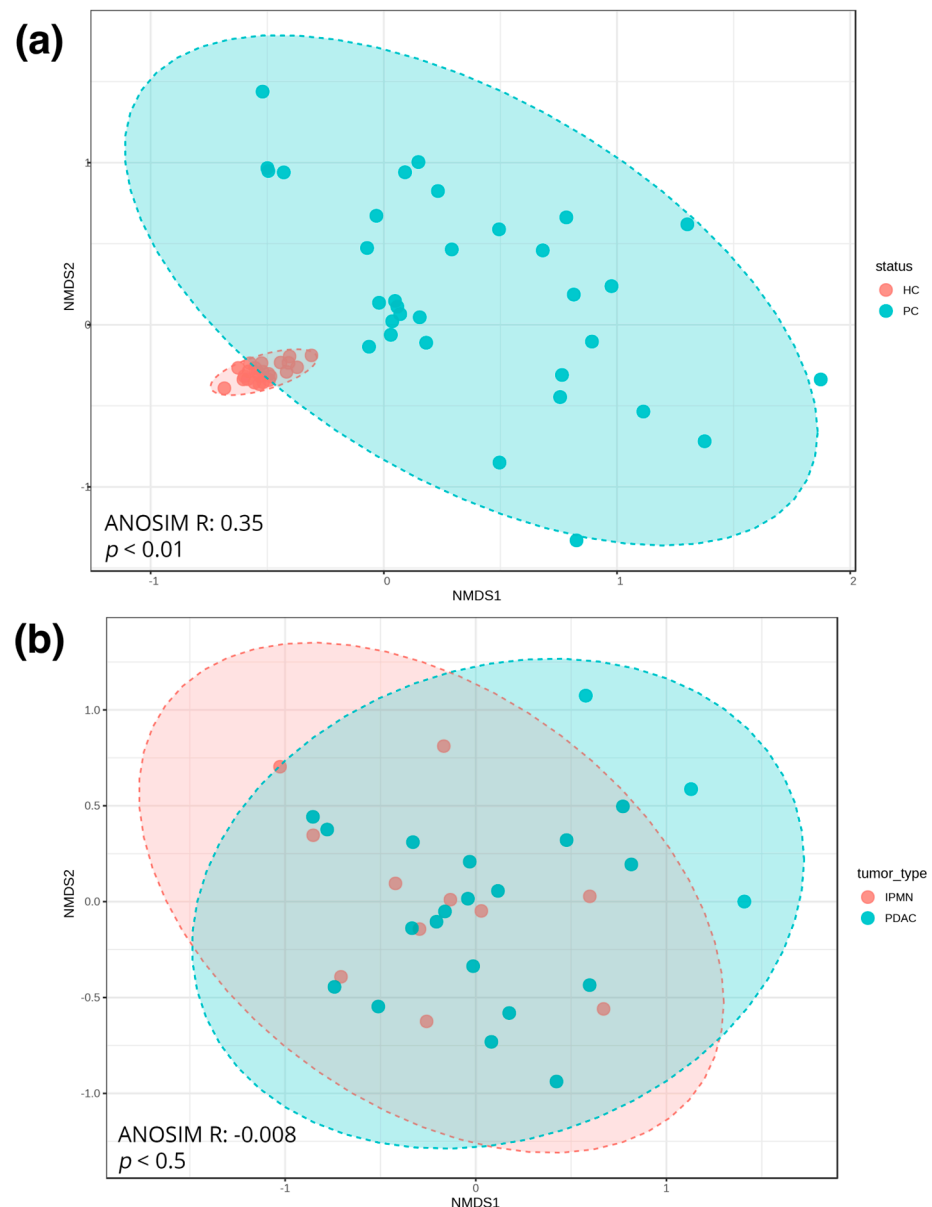 (a)
NMDS2
1
0
-1
-1
0
1
2
NMDS1
ANOSIM R: 0.35
p < 0.01
status
HC
PC
(b)
NMDS2
1.0
0.5
0.0
-0.5
-1.0
-1
0
1
NMDS1
ANOSIM R: -0.008
p < 0.5
tumor_type
IPMN
PDAC